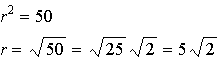 r² = 50
r = √50 = √25 √2 = 5√2